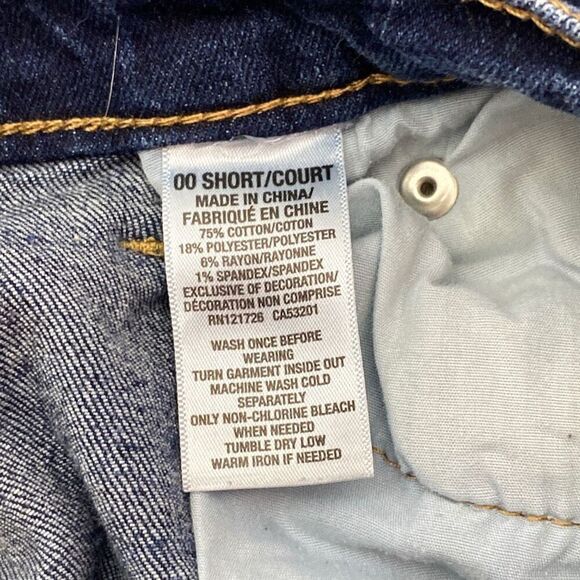 00 SHORT/COURT
MADE IN CHINA/
FABRIQUÉ EN CHINE
75% COTTON/COTON
18% POLYESTER/POLYESTER
6% RAYON/RAYONNE
1% SPANDEX/SPANDEX
EXCLUSIVE OF DECORATION/
DÉCORATION NON COMPRISE
RN121726 CA53201
WASH ONCE BEFORE
WEARING
TURN GARMENT INSIDE OUT
MACHINE WASH COLD
SEPARATELY
ONLY NON-CHLORINE BLEACH
WHEN NEEDED
TUMBLE DRY LOW
WARM IRON IF NEEDED